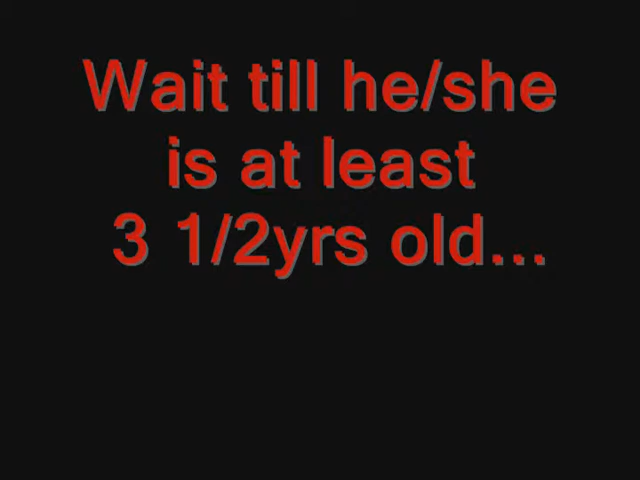 Wait till he/she
is at least
3 1/2yrs old...